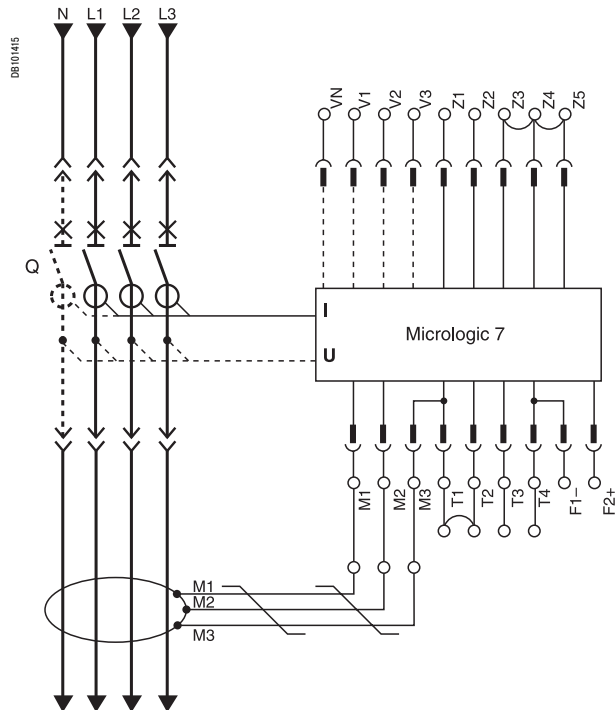 DB101415
N L1 L2 L3
VN V1 V2 V3 Z1 Z2 Z3 Z4 Z5
Q
I
Micrologic 7
U
M1 M2 M3 T1 T2 T3 T4 F1– F2+
M1
M2
M3